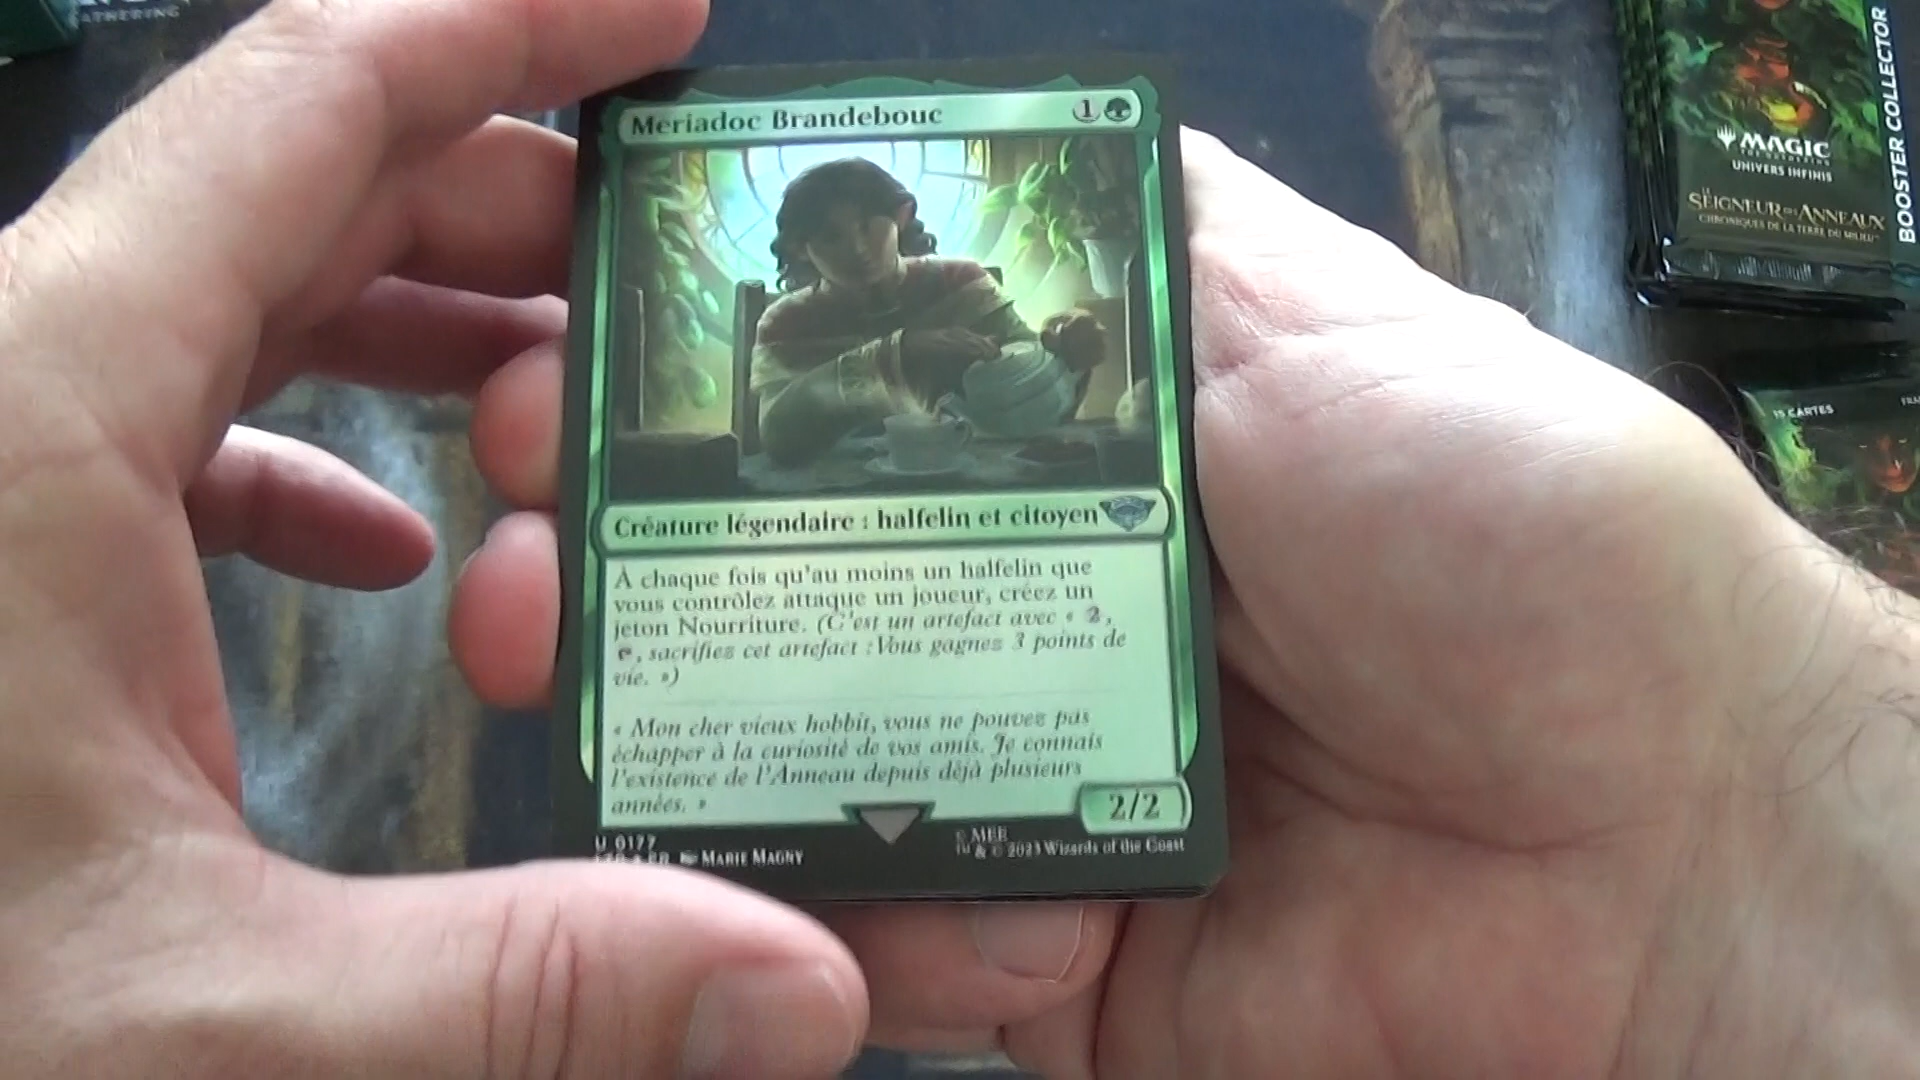 GATHERING
Meriadoc Brandebouc
1
Créature légendaire : halfelin et citoyen
À chaque fois qu'au moins un halfelin que
vous contrôlez attaque un joueur, créez un
jeton Nourriture. (C'est un artefact avec « 2,
, sacrifiez cet artefact : Vous gagnez 3 points de
vie. »)
« Mon cher vieux hobbit, vous ne pouvez pas
échapper à la curiosité de vos amis. Je connais
l'existence de l'Anneau depuis déjà plusieurs
années. »
2/2
U 0177
MARIE MAGNY
© MEE
TM & © 2023 Wizards of the Coast
MAGIC
UNIVERS INFINIS
LE
SEIGNEUR DES ANNEAUX
CHRONIQUES DE LA TERRE DU MILIEU
BOOSTER COLLECTOR
15 CARTES